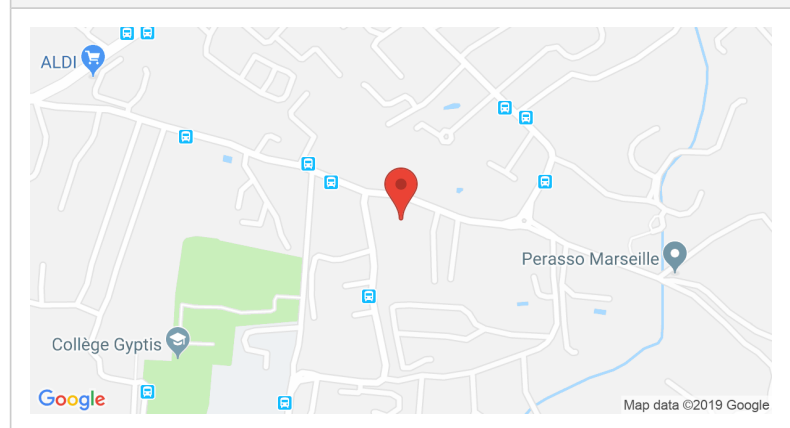 ALDI
Perasso Marseille
Collège Gyptis
Google
Map data ©2019 Google